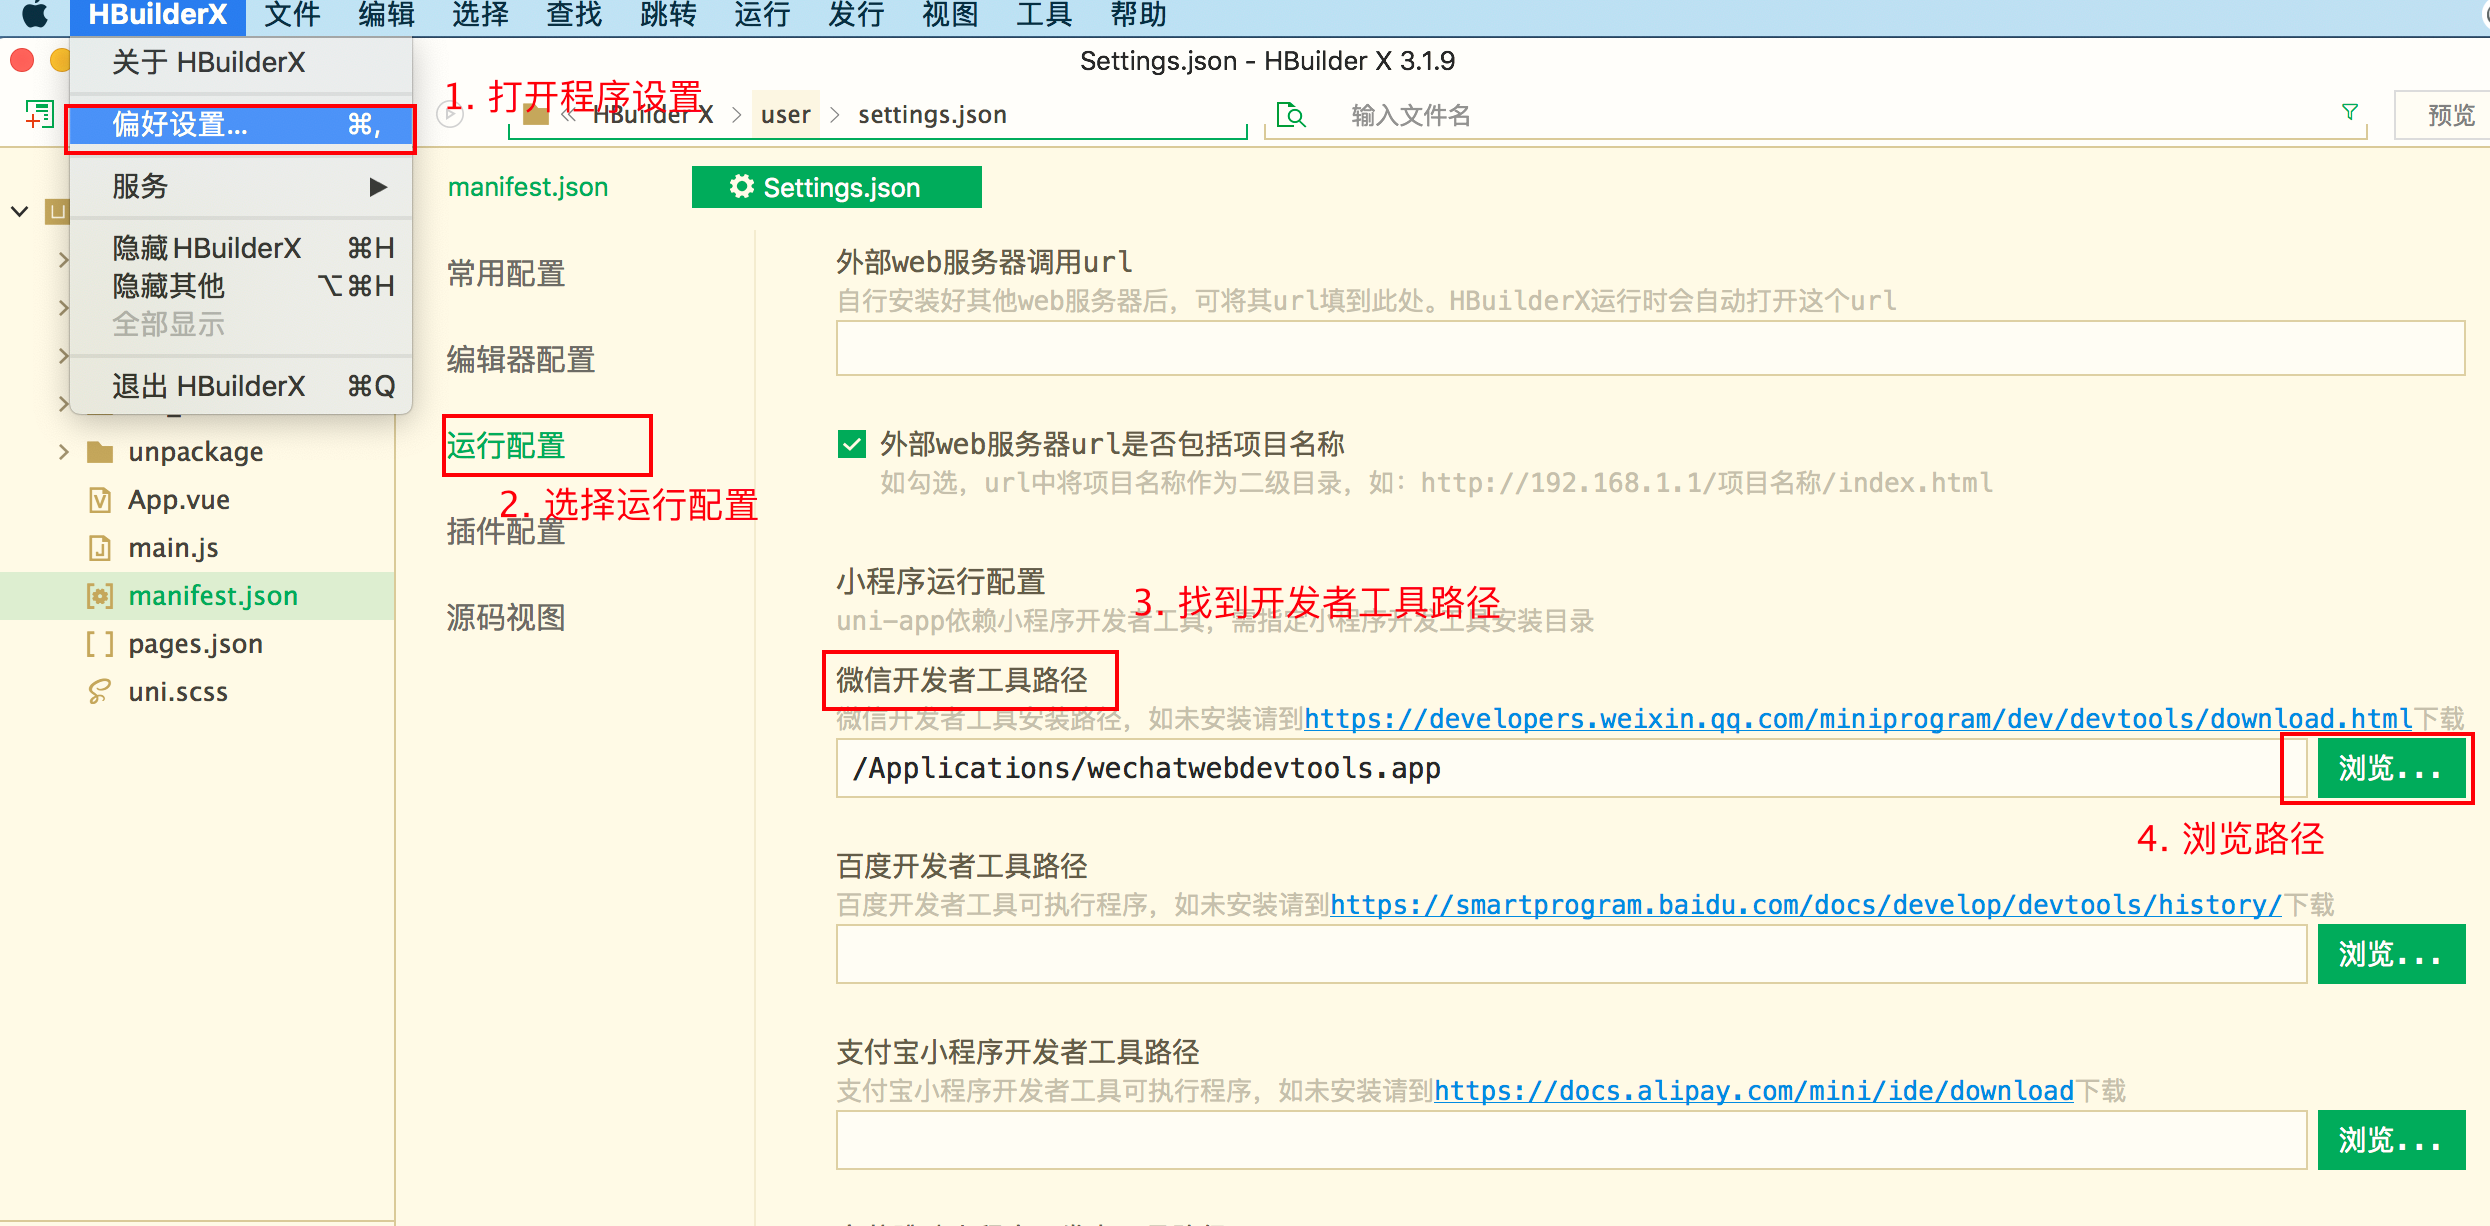 HBuilderX 文件 编辑 选择 查找 跳转 运行 发行 视图 工具 帮助
Settings.json - HBuilder X 3.1.9
关于 HBuilderX
偏好设置... ⌘,
服务 ▶
隐藏HBuilderX ⌘H
隐藏其他 ⌥⌘H
全部显示
退出 HBuilderX ⌘Q
1. 打开程序设置
HBuilder X > user > settings.json
输入文件名
预览
manifest.json
Settings.json
unpackage
App.vue
main.js
manifest.json
pages.json
uni.scss
常用配置
编辑器配置
运行配置
2. 选择运行配置
插件配置
源码视图
外部web服务器调用url
自行安装好其他web服务器后，可将其url填到此处。HBuilderX运行时会自动打开这个url
外部web服务器url是否包括项目名称
如勾选，url中将项目名称作为二级目录，如：http://192.168.1.1/项目名称/index.html
小程序运行配置
3. 找到开发者工具路径
uni-app依赖小程序开发者工具，需指定小程序开发工具安装目录
微信开发者工具路径
微信开发者工具安装路径，如未安装请到https://developers.weixin.qq.com/miniprogram/dev/devtools/download.html下载
/Applications/wechatwebdevtools.app
浏览...
4. 浏览路径
百度开发者工具路径
百度开发者工具可执行程序，如未安装请到https://smartprogram.baidu.com/docs/develop/devtools/history/下载
浏览...
支付宝小程序开发者工具路径
支付宝小程序开发者工具可执行程序，如未安装请到https://docs.alipay.com/mini/ide/download下载
浏览...